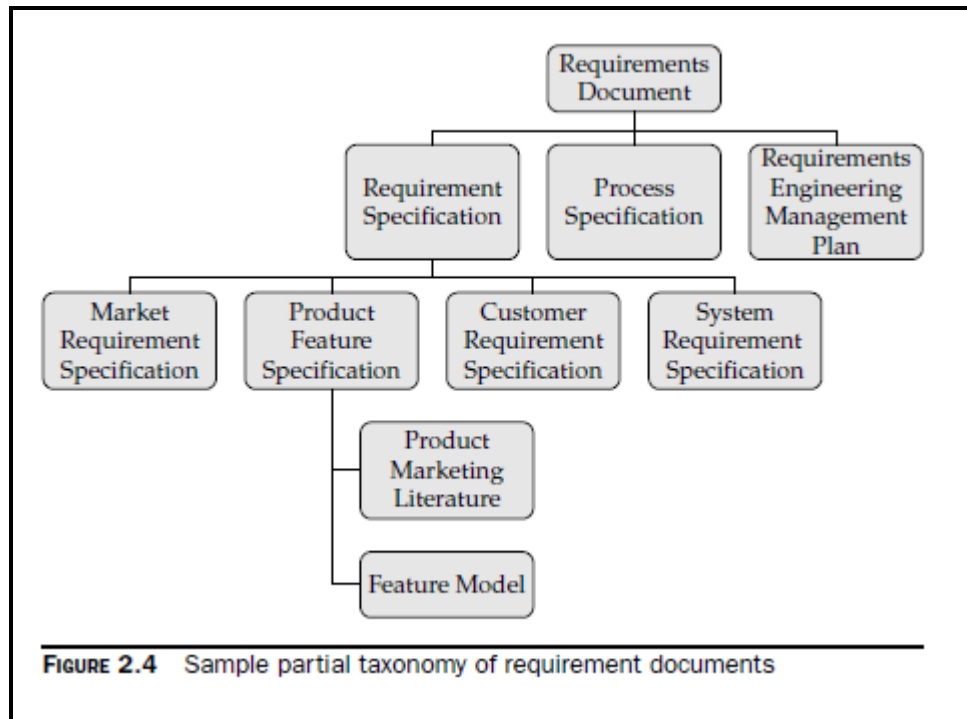 Requirements
Document
Requirement
Specification
Process
Specification
Requirements
Engineering
Management
Plan
Market
Requirement
Specification
Product
Feature
Specification
Customer
Requirement
Specification
System
Requirement
Specification
Product
Marketing
Literature
Feature Model
FIGURE 2.4 Sample partial taxonomy of requirement documents